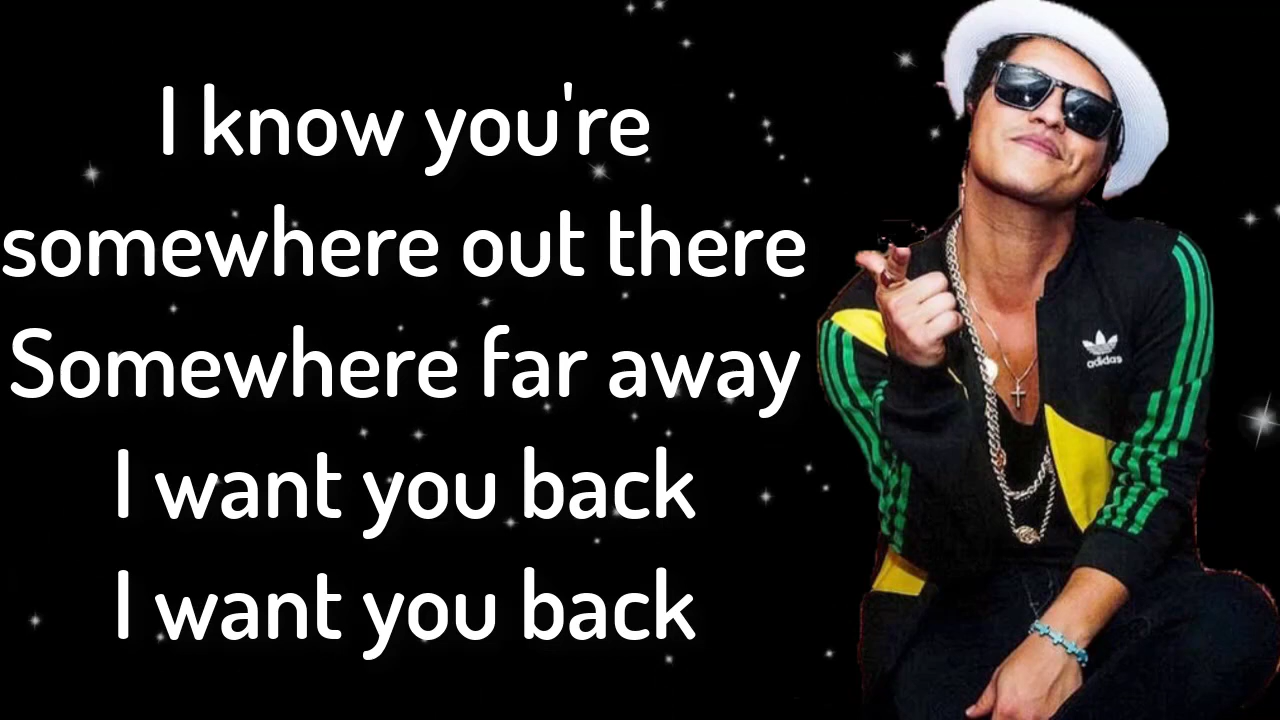 I know you're
somewhere out there
Somewhere far away
I want you back
I want you back
adidas